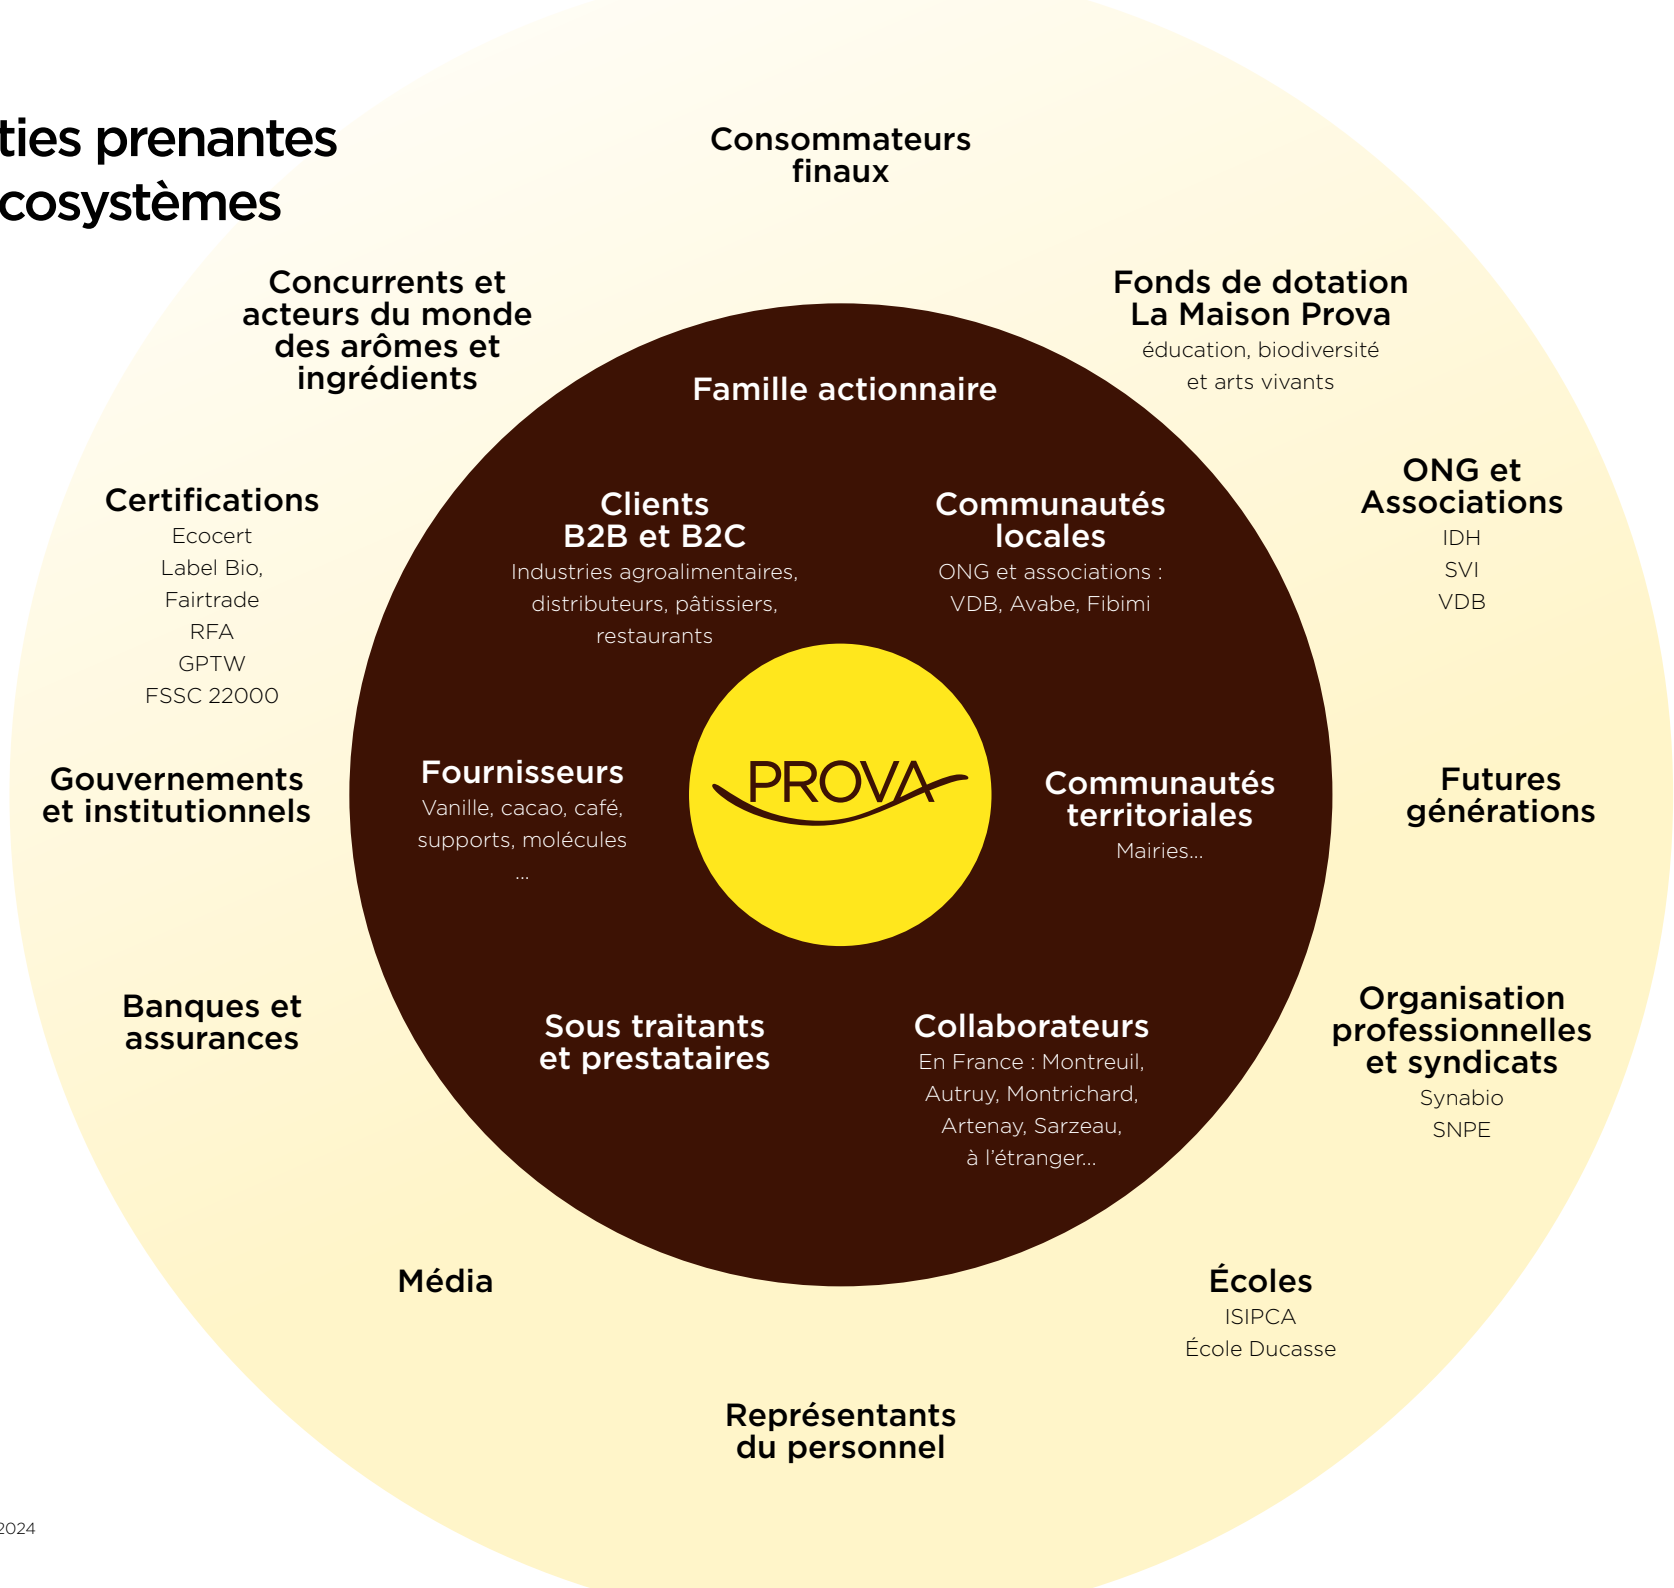 ties prenantes
cosystèmes
Consommateurs
finaux
Concurrents et
acteurs du monde
des arômes et
ingrédients
Fonds de dotation
La Maison Prova
éducation, biodiversité
et arts vivants
Famille actionnaire
Certifications
Ecocert
Label Bio,
Fairtrade
RFA
GPTW
FSSC 22000
Clients
B2B et B2C
Industries agroalimentaires,
distributeurs, pâtissiers,
restaurants
Communautés
locales
ONG et associations :
VDB, Avabe, Fibimi
ONG et
Associations
IDH
SVI
VDB
Gouvernements
et institutionnels
Fournisseurs
Vanille, cacao, café,
supports, molécules
...
PROVA
Communautés
territoriales
Mairies...
Futures
générations
Banques et
assurances
Sous traitants
et prestataires
Collaborateurs
En France : Montreuil,
Autruy, Montrichard,
Artenay, Sarzeau,
à l’étranger...
Organisation
professionnelles
et syndicats
Synabio
SNPE
Média
Écoles
ISIPCA
École Ducasse
Représentants
du personnel
2024